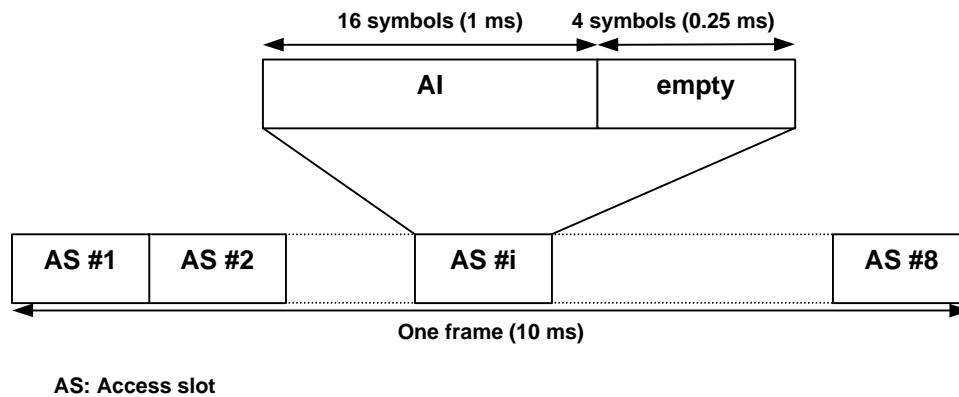 16 symbols (1 ms) 4 symbols (0.25 ms)
AI empty
AS #1 AS #2 AS #i AS #8
One frame (10 ms)
AS: Access slot